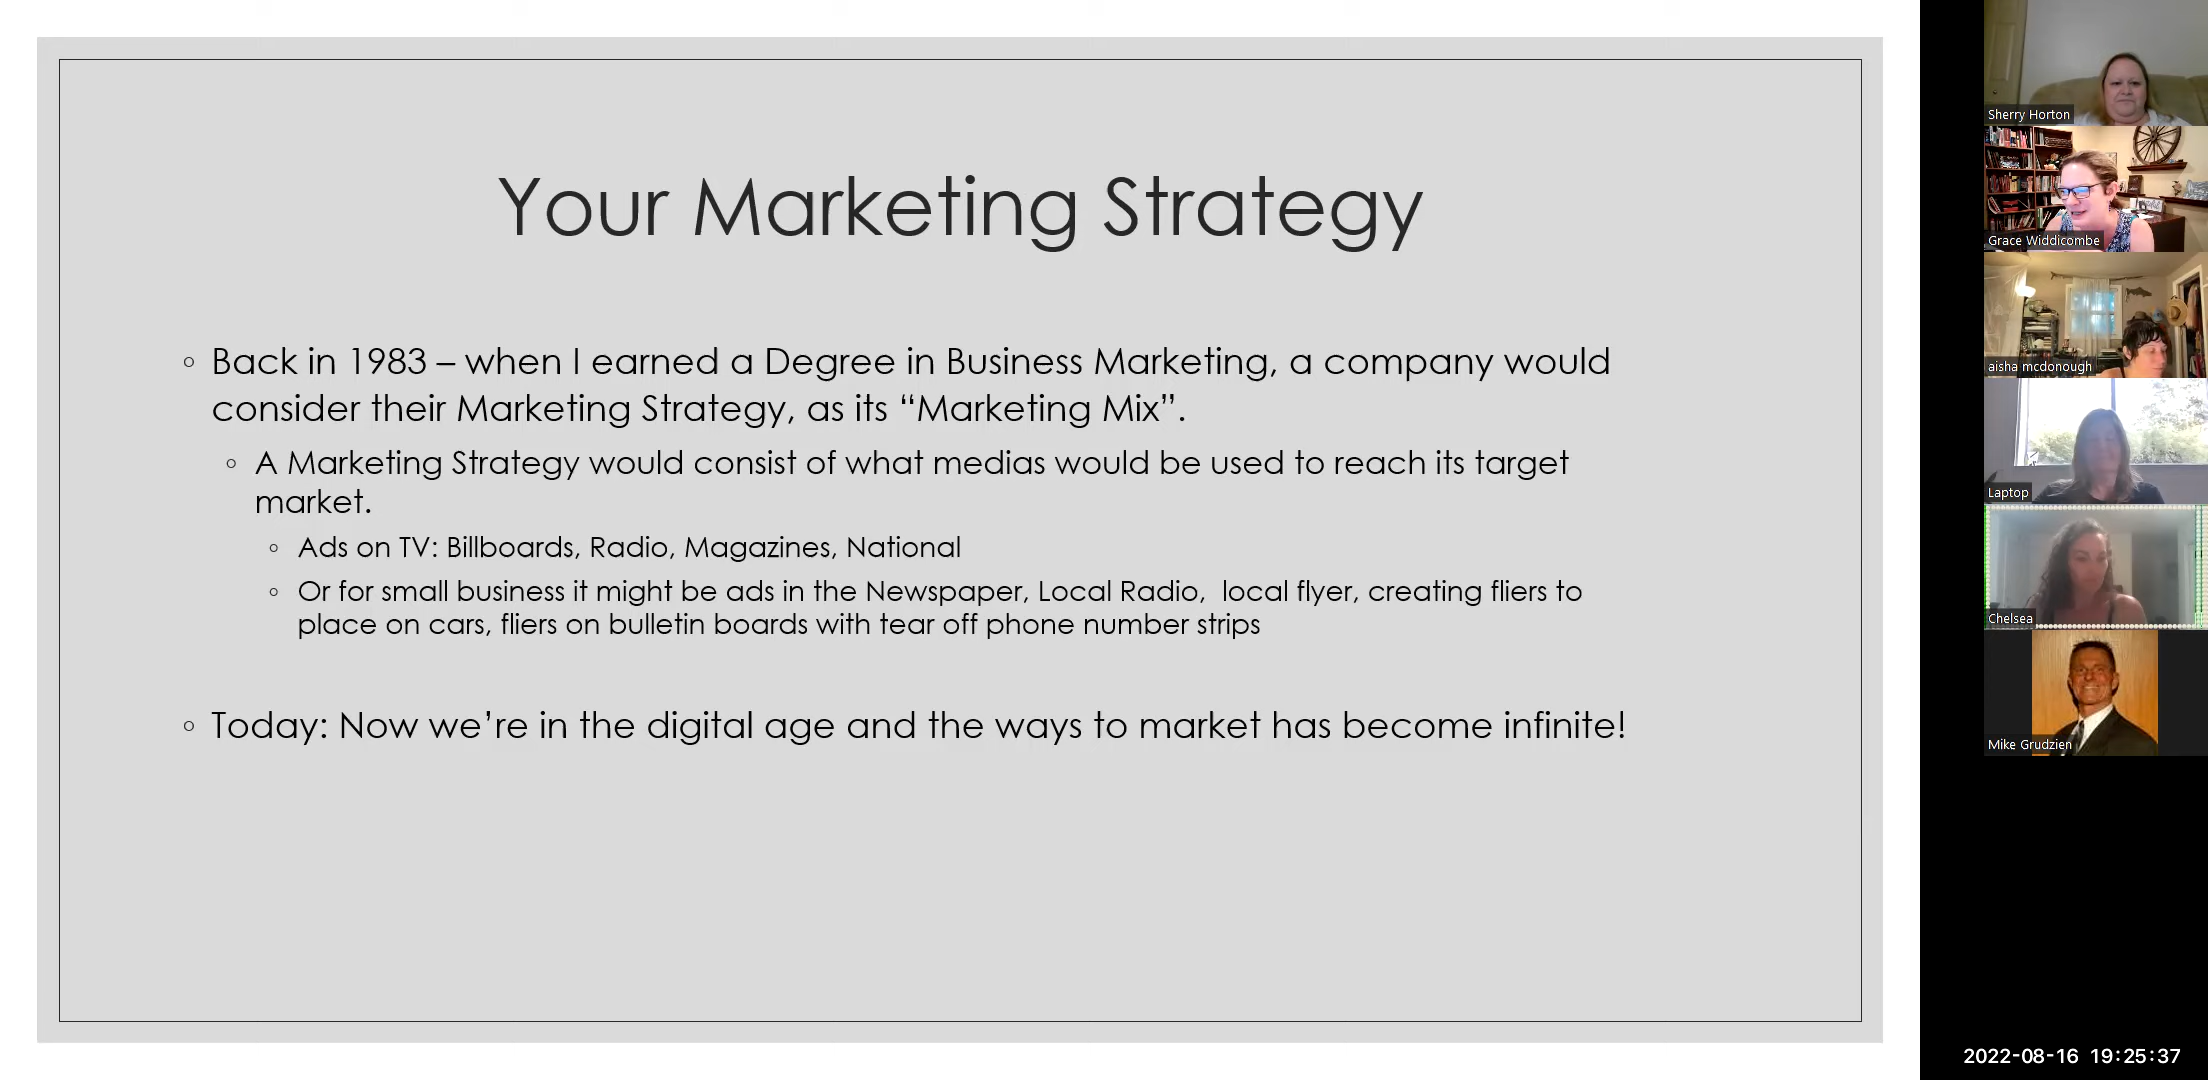 Your Marketing Strategy
◦ Back in 1983 – when I earned a Degree in Business Marketing, a company would
consider their Marketing Strategy, as its “Marketing Mix”.
◦ A Marketing Strategy would consist of what medias would be used to reach its target
market.
◦ Ads on TV: Billboards, Radio, Magazines, National
◦ Or for small business it might be ads in the Newspaper, Local Radio,  local flyer, creating fliers to
place on cars, fliers on bulletin boards with tear off phone number strips
◦ Today: Now we’re in the digital age and the ways to market has become infinite!
Sherry Horton
Grace Widdicombe
aisha mcdonough
Laptop
Chelsea
Mike Grudzien
2022-08-16 19:25:37